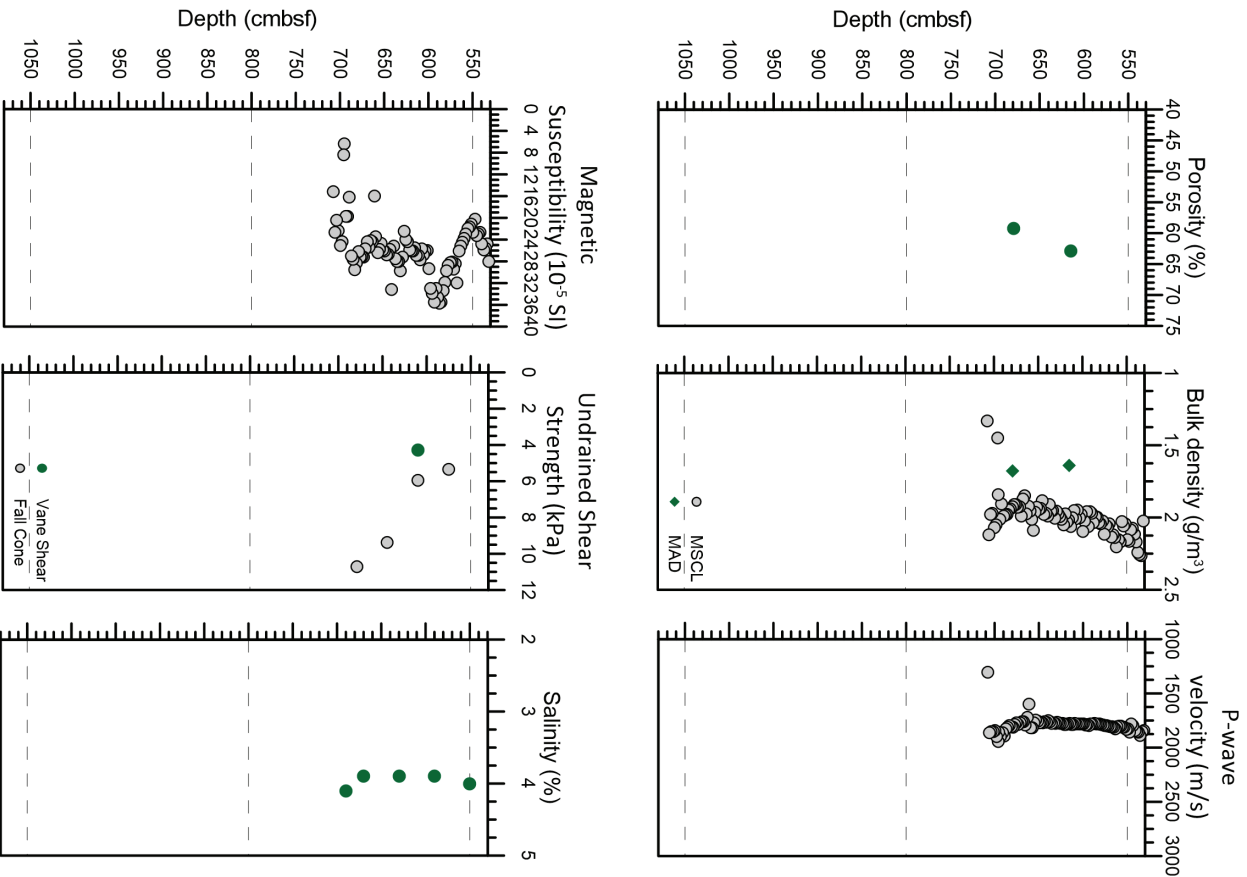 Depth (cmbsf)
1050 1000 950 900 850 800 750 700 650 600 550
0 4 8 12 16 20 24 28 32 36 40
Magnetic
Susceptibility (10⁻⁵ SI)
0 2 4 6 8 10 12
Undrained Shear
Strength (kPa)
Vane Shear
Fall Cone
2 3 4 5
Salinity (%)
Depth (cmbsf)
1050 1000 950 900 850 800 750 700 650 600 550
40 45 50 55 60 65 70 75
Porosity (%)
1 1.5 2 2.5
Bulk density (g/m³)
MSCL
MAD
1000 1500 2000 2500 3000
P-wave
velocity (m/s)